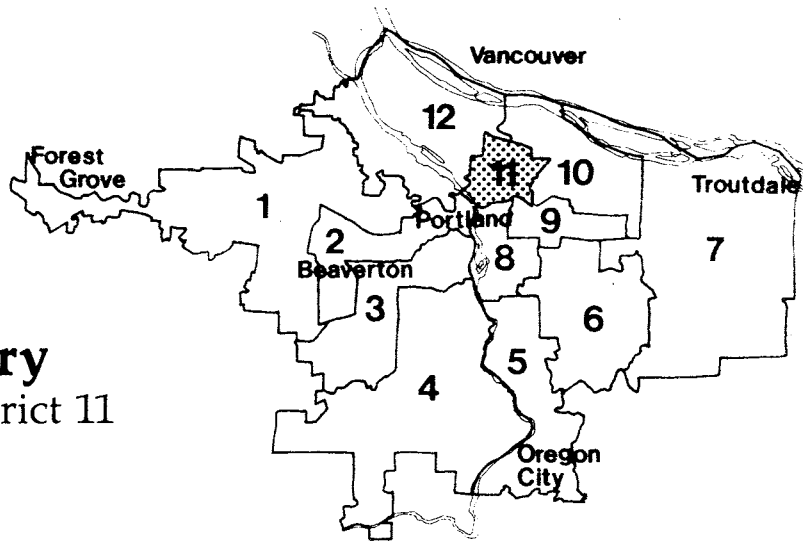 Vancouver
12
Forest
Grove
11
10
Troutdale
1
Portland
9
2
7
8
Beaverton
3
6
5
ry
4
rict 11
Oregon
City